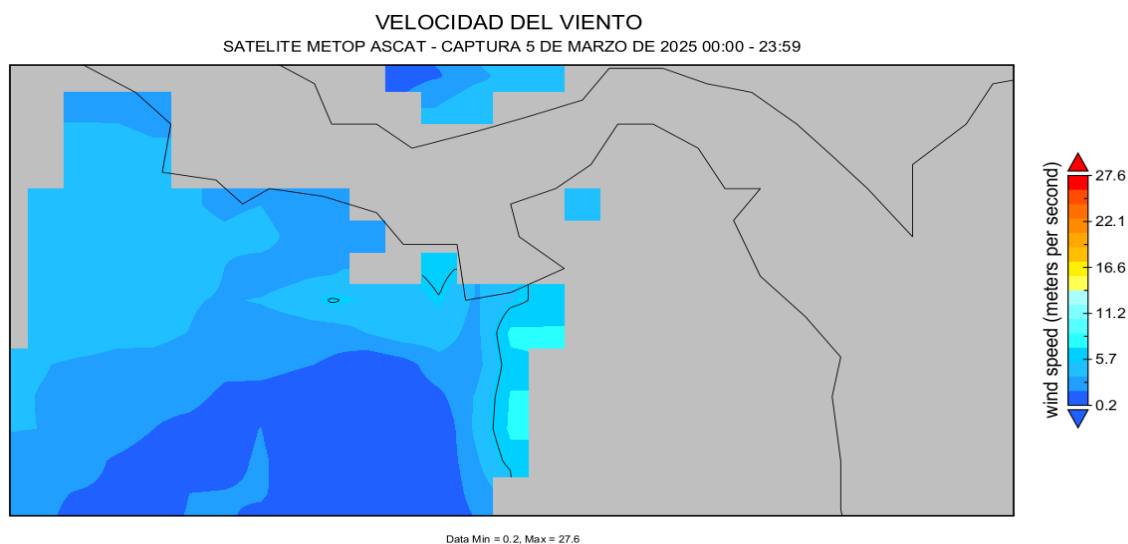 VELOCIDAD DEL VIENTO
SATELITE METOP ASCAT - CAPTURA 5 DE MARZO DE 2025 00:00 - 23:59
wind speed (meters per second)
27.6
22.1
16.6
11.2
5.7
0.2
Data Min = 0.2, Max = 27.6